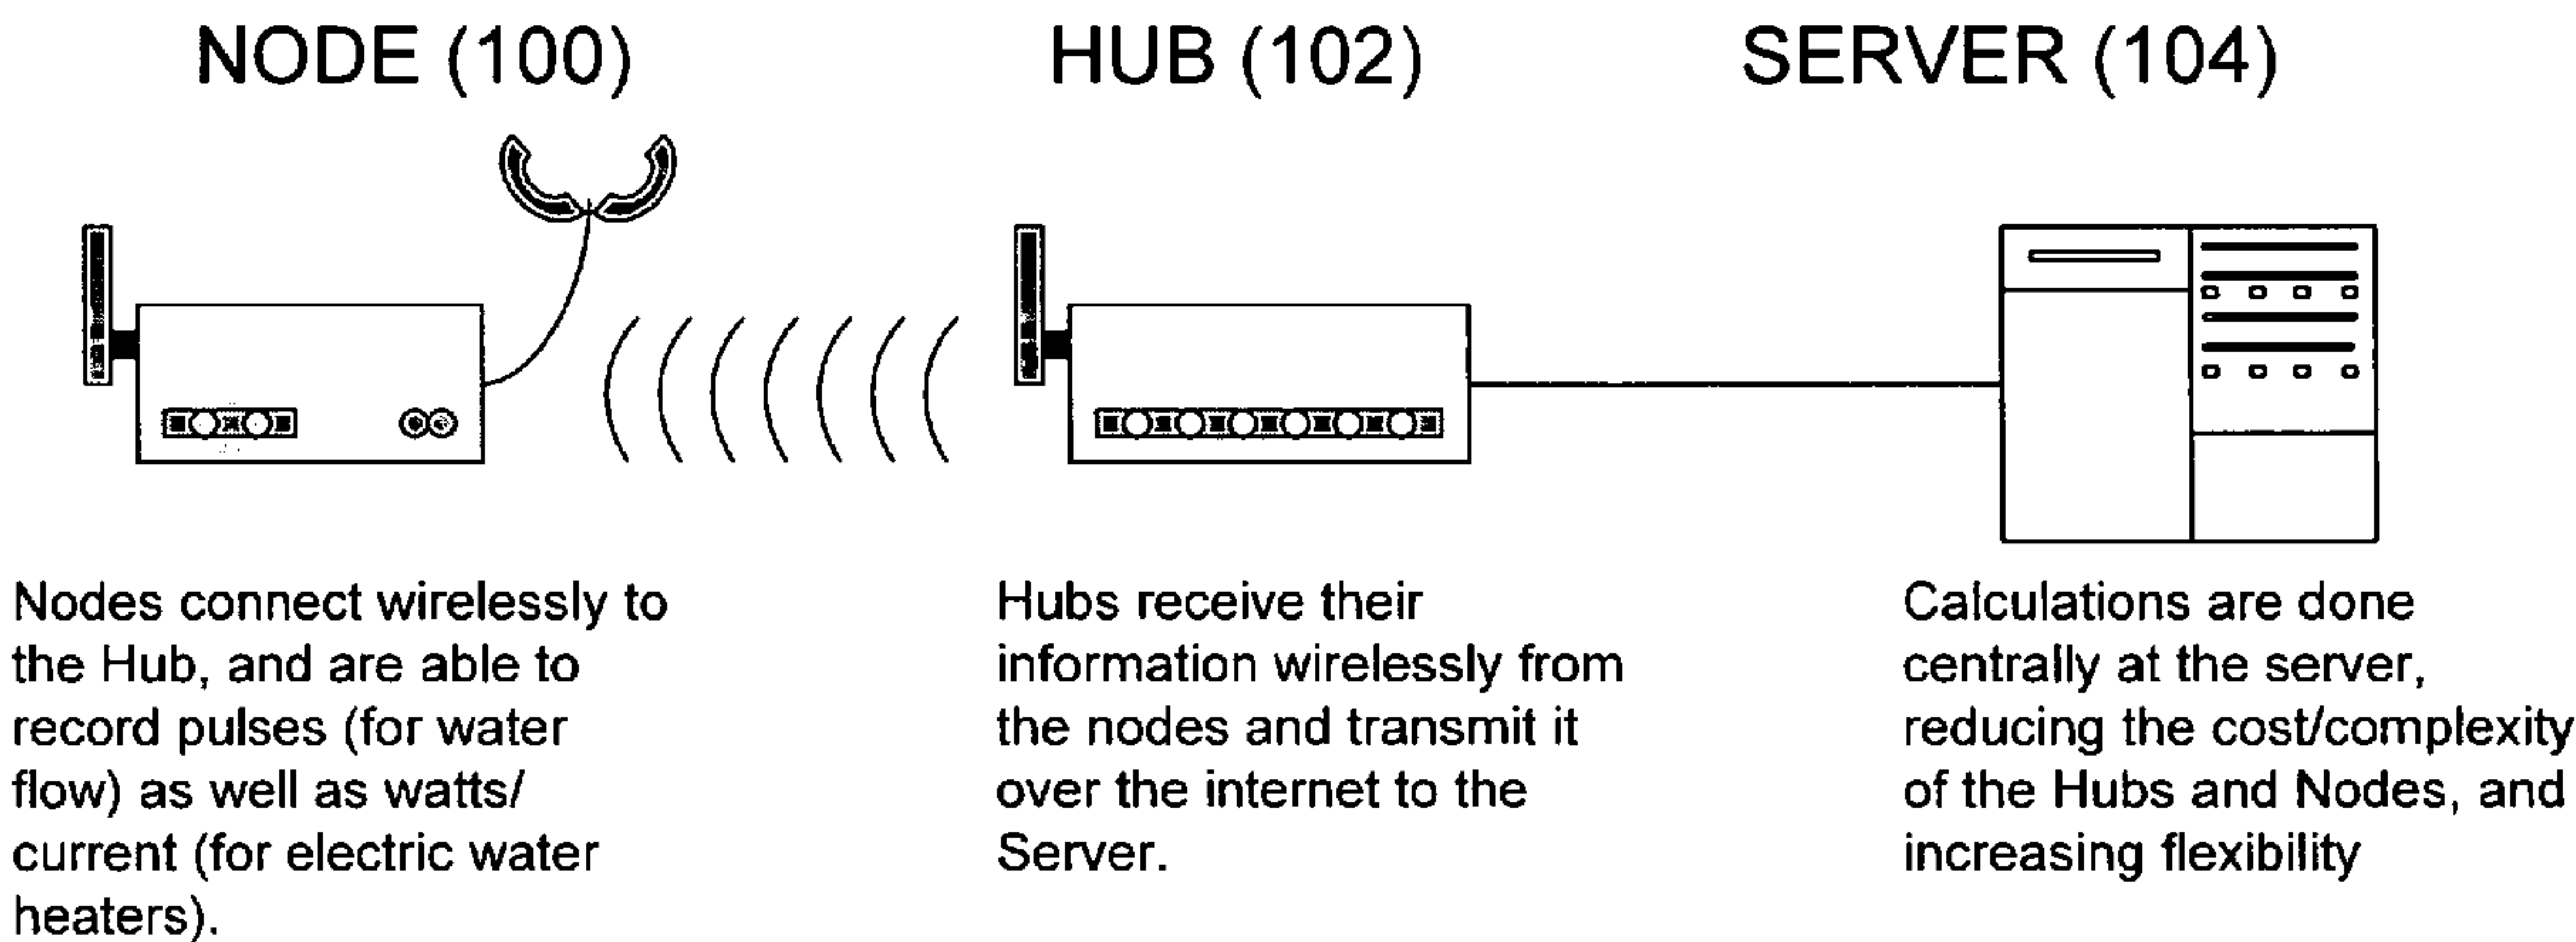 NODE (100)
HUB (102)
SERVER (104)
Nodes connect wirelessly to
the Hub, and are able to
record pulses (for water
flow) as well as watts/
current (for electric water
heaters).
Hubs receive their
information wirelessly from
the nodes and transmit it
over the internet to the
Server.
Calculations are done
centrally at the server,
reducing the cost/complexity
of the Hubs and Nodes, and
increasing flexibility